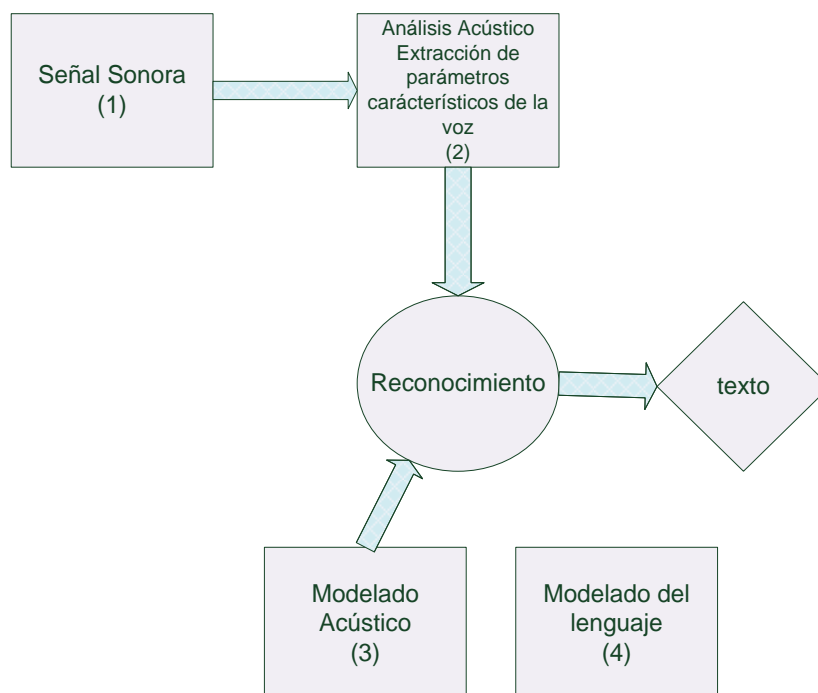 Señal Sonora
(1)
Análisis Acústico
Extracción de
parámetros
carácterísticos de la
voz
(2)
Reconocimiento
texto
Modelado
Acústico
(3)
Modelado del
lenguaje
(4)